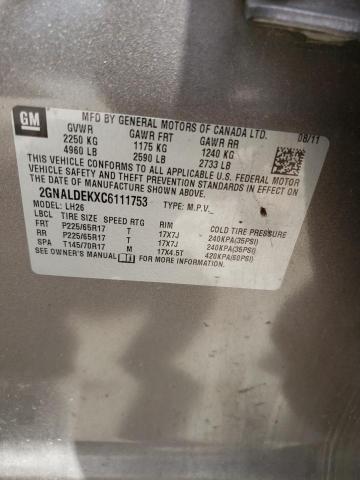 GM
MFD BY GENERAL MOTORS OF CANADA LTD. 08/11
GVWR GAWR FRT GAWR RR
2250 KG 1175 KG 1240 KG
4960 LB 2590 LB 2733 LB
THIS VEHICLE CONFORMS TO ALL APPLICABLE U.S. FEDERAL MOTOR
VEHICLE SAFETY AND THEFT PREVENTION STANDARDS IN EFFECT ON
THE DATE OF MANUFACTURE SHOWN ABOVE.
2GNALDEKXC6111753 TYPE: M.P.V.
MODEL: LH26
LBCL TIRE SIZE SPEED RTG RIM COLD TIRE PRESSURE
FRT P225/65R17 T 17X7J 240KPA(35PSI)
RR P225/65R17 T 17X7J 240KPA(35PSI)
SPA T145/70R17 M 17X4.5T 420KPA(60PSI)
SEE OWNER'S MANUAL FOR ADDITIONAL INFORMATION.